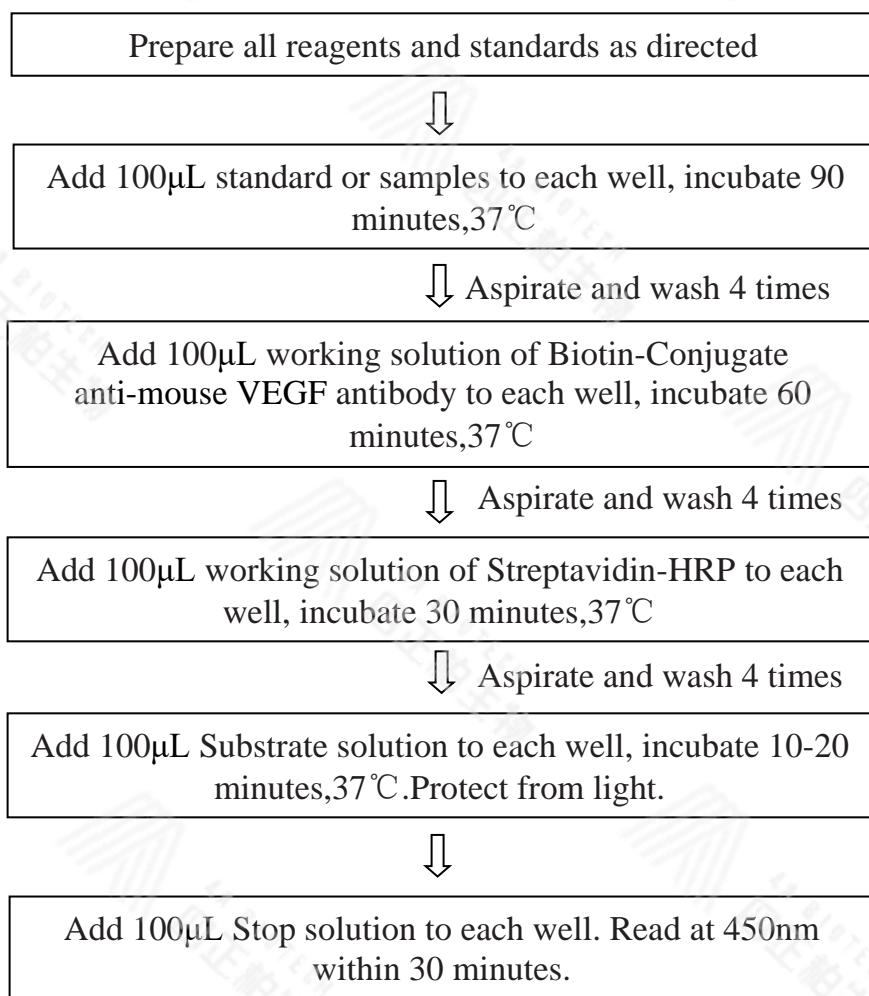 Prepare all reagents and standards as directed
Add 100μL standard or samples to each well, incubate 90
minutes,37℃
Aspirate and wash 4 times
Add 100μL working solution of Biotin-Conjugate
anti-mouse VEGF antibody to each well, incubate 60
minutes,37℃
Aspirate and wash 4 times
Add 100μL working solution of Streptavidin-HRP to each
well, incubate 30 minutes,37℃
Aspirate and wash 4 times
Add 100μL Substrate solution to each well, incubate 10-20
minutes,37℃.Protect from light.
Add 100μL Stop solution to each well. Read at 450nm
within 30 minutes.